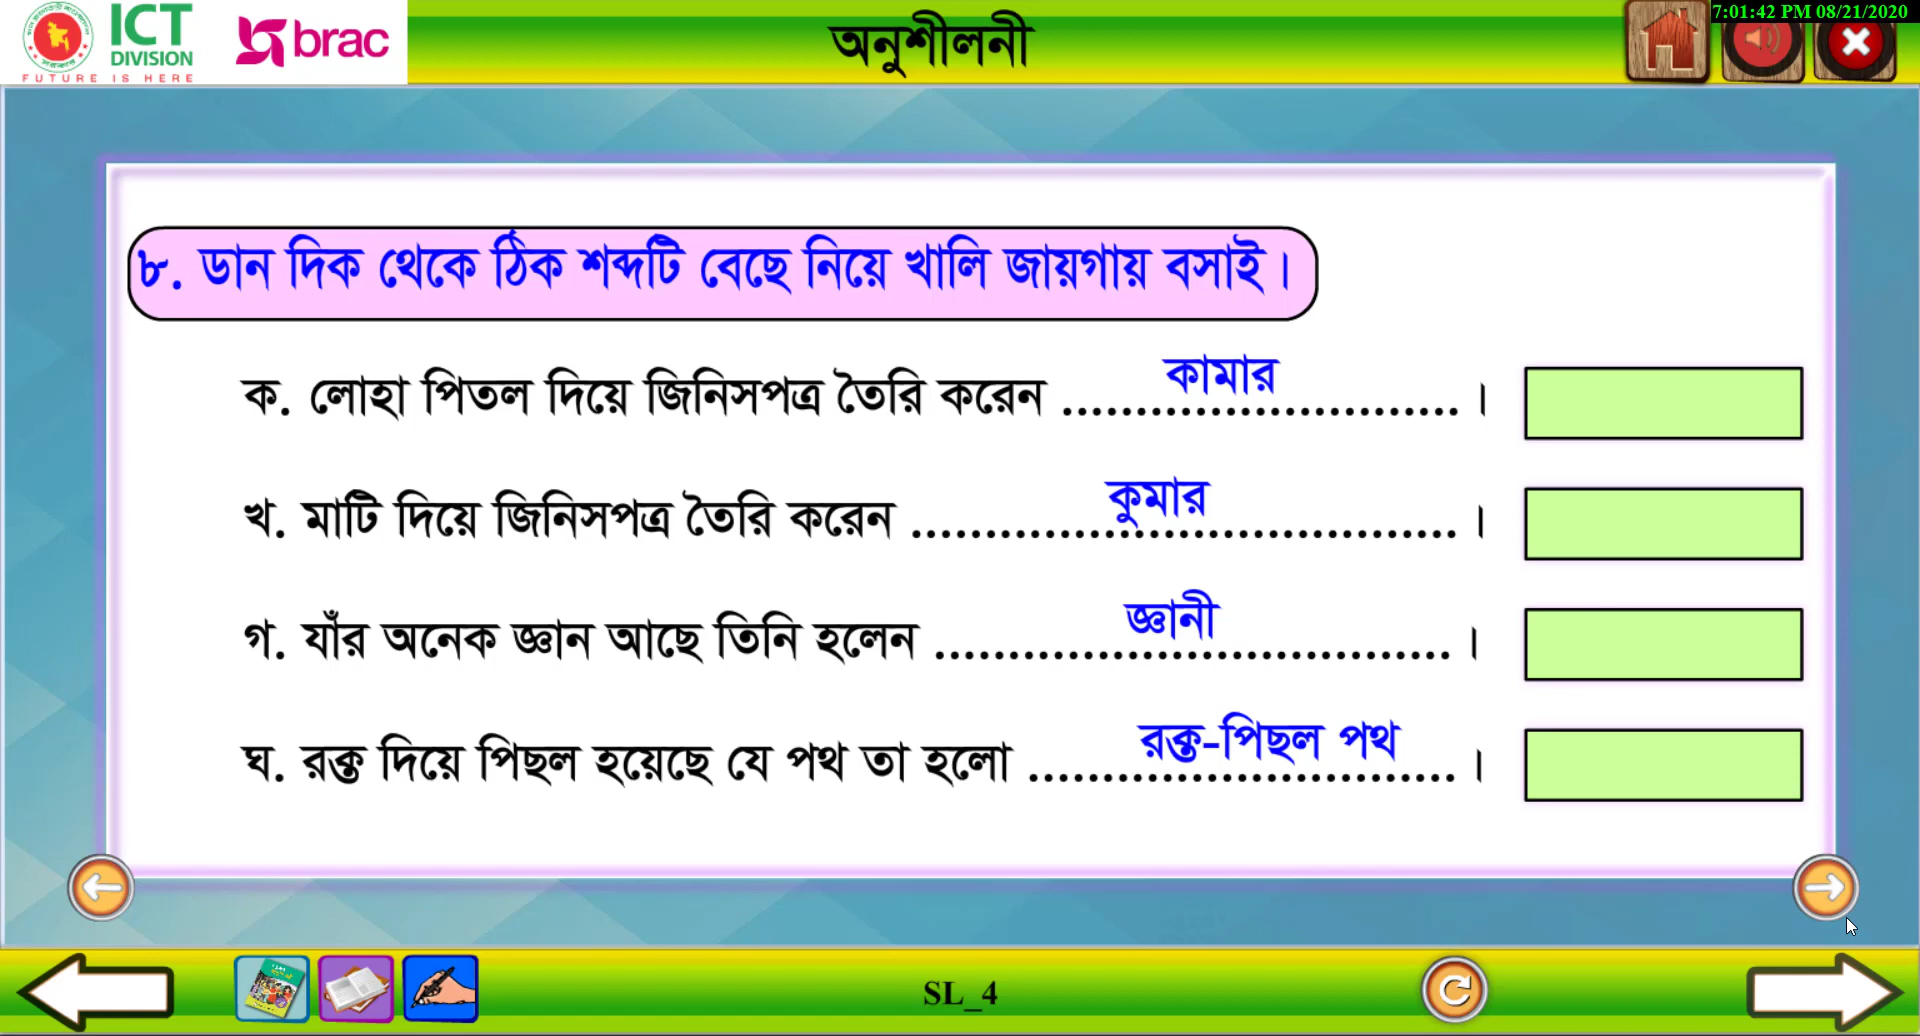 ICT
DIVISION
FUTURE IS HERE
brac
অনুশীলনী
7:01:42 PM 08/21/2020
৮. ডান দিক থেকে ঠিক শব্দটি বেছে নিয়ে খালি জায়গায় বসাই।
ক. লোহা পিতল দিয়ে জিনিসপত্র তৈরি করেন ........কামার........ ।
খ. মাটি দিয়ে জিনিসপত্র তৈরি করেন ........কুমার........ ।
গ. যাঁর অনেক জ্ঞান আছে তিনি হলেন ........জ্ঞানী........ ।
ঘ. রক্ত দিয়ে পিছল হয়েছে যে পথ তা হলো ........রক্ত-পিছল পথ........ ।
SL_4